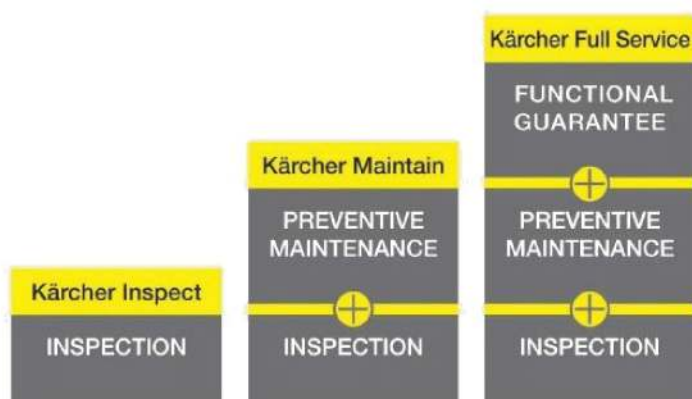 Kärcher Inspect
INSPECTION
Kärcher Maintain
PREVENTIVE
MAINTENANCE
INSPECTION
Kärcher Full Service
FUNCTIONAL
GUARANTEE
PREVENTIVE
MAINTENANCE
INSPECTION